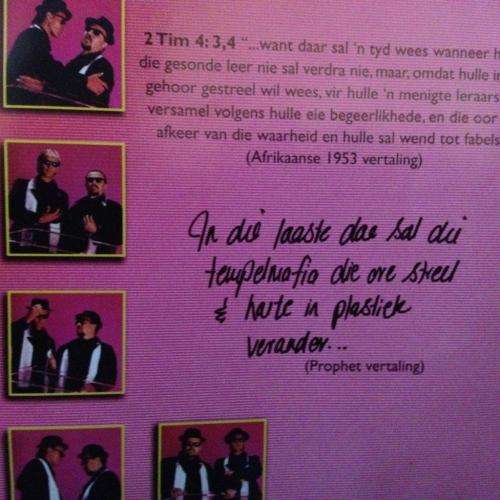 2 Tim 4: 3,4 "...want daar sal 'n tyd wees wanneer
die gesonde leer nie sal verdra nie, maar, omdat hulle
gehoor gestreel wil wees, vir hulle 'n menigte leraars
versamel volgens hulle eie begeerlikhede, en die oor
afkeer van die waarheid en hulle sal wend tot fabels
(Afrikaanse 1953 vertaling)
In die laaste dae sal die
tempelmafia die ore streel
& harte in plastiek
verander...
(Prophet vertaling)